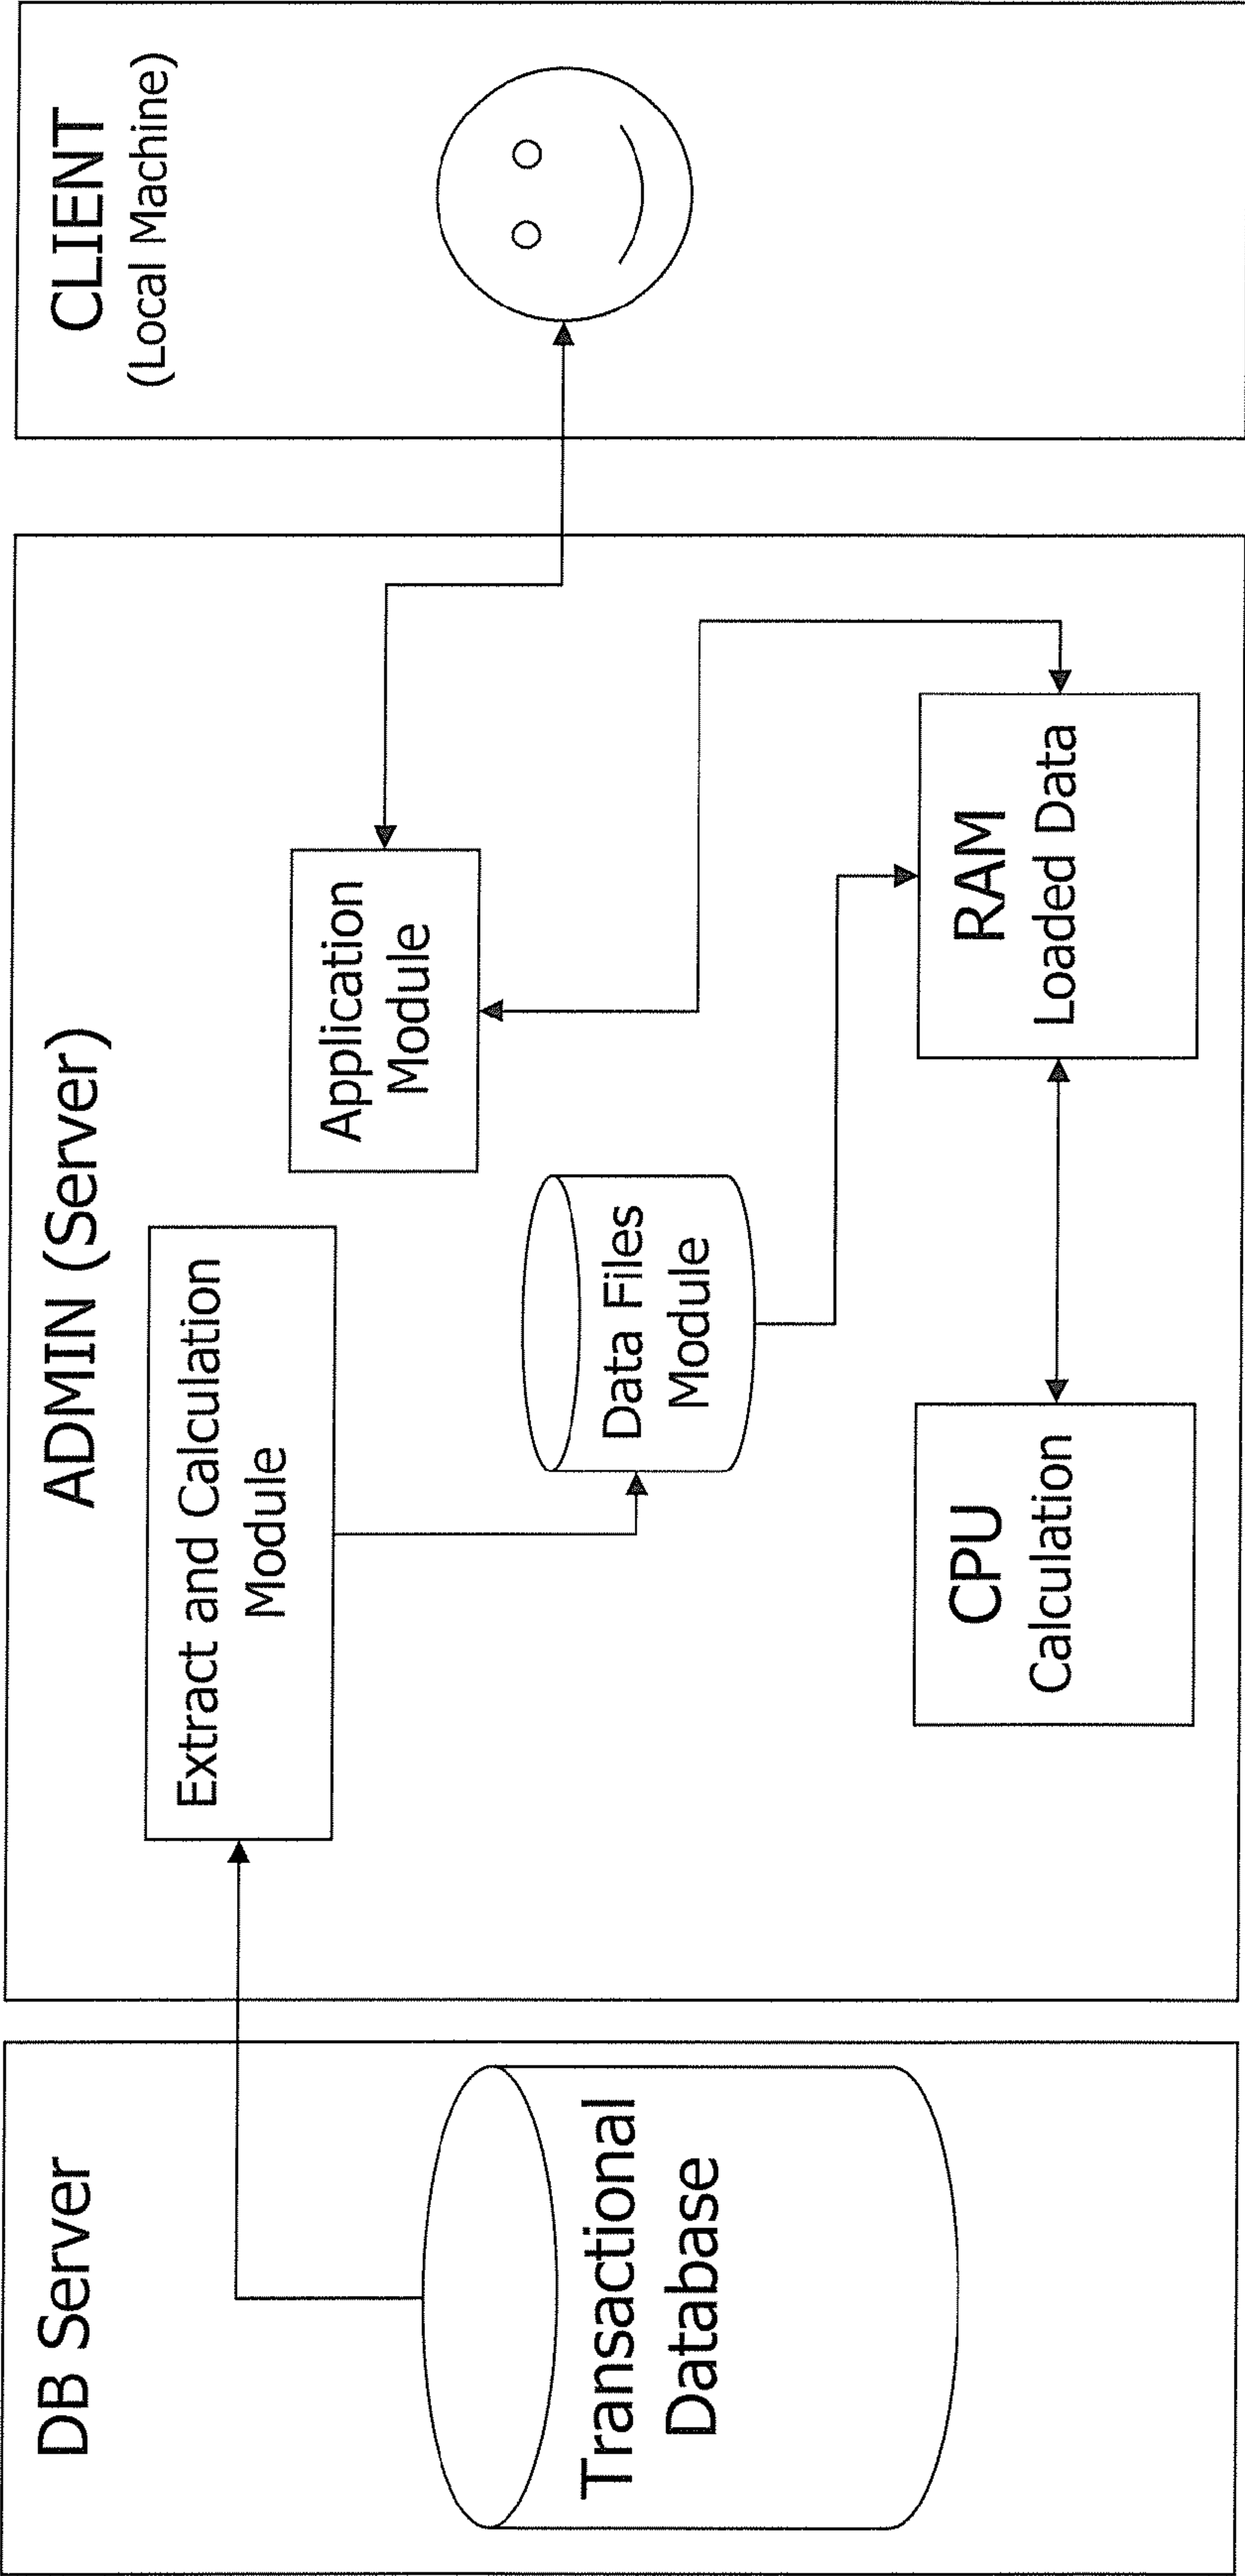 DB Server
Transactional
Database
ADMIN (Server)
Extract and Calculation
Module
Data Files
Module
CPU
Calculation
Application
Module
RAM
Loaded Data
CLIENT
(Local Machine)